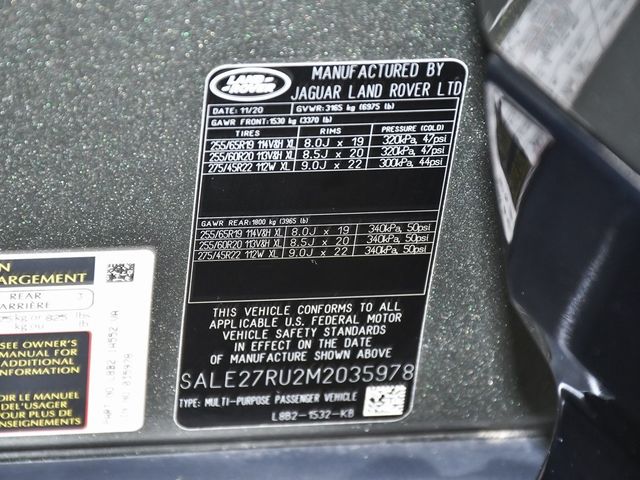 LAND ROVER
MANUFACTURED BY
JAGUAR LAND ROVER LTD
DATE: 11/20 GVWR: 3165 kg (6975 lb)
GAWR FRONT: 1530 kg (3370 lb)
TIRES RIMS PRESSURE (COLD)
255/65R19 114V&H XL 8.0J x 19 320kPa, 47psi
255/60R20 113V&H XL 8.5J x 20 320kPa, 47psi
275/45R22 112W XL 9.0J x 22 300kPa, 44psi
GAWR REAR: 1800 kg (3965 lb)
255/65R19 114V&H XL 8.0J x 19 340kPa, 50psi
255/60R20 113V&H XL 8.5J x 20 340kPa, 50psi
275/45R22 112W XL 9.0J x 22 340kPa, 50psi
THIS VEHICLE CONFORMS TO ALL
APPLICABLE U.S. FEDERAL MOTOR
VEHICLE SAFETY STANDARDS
IN EFFECT ON THE DATE
OF MANUFACTURE SHOWN ABOVE
SALE27RU2M2035978
TYPE: MULTI-PURPOSE PASSENGER VEHICLE
L8B2-1532-KB
ARGEMENT
REAR 3
ARRIÈRE
SEE OWNER'S
MANUAL FOR
ADDITIONAL
INFORMATION
OIR LE MANUEL
DEL'USAGER
POUR PLUS DE
NSEIGNEMENTS